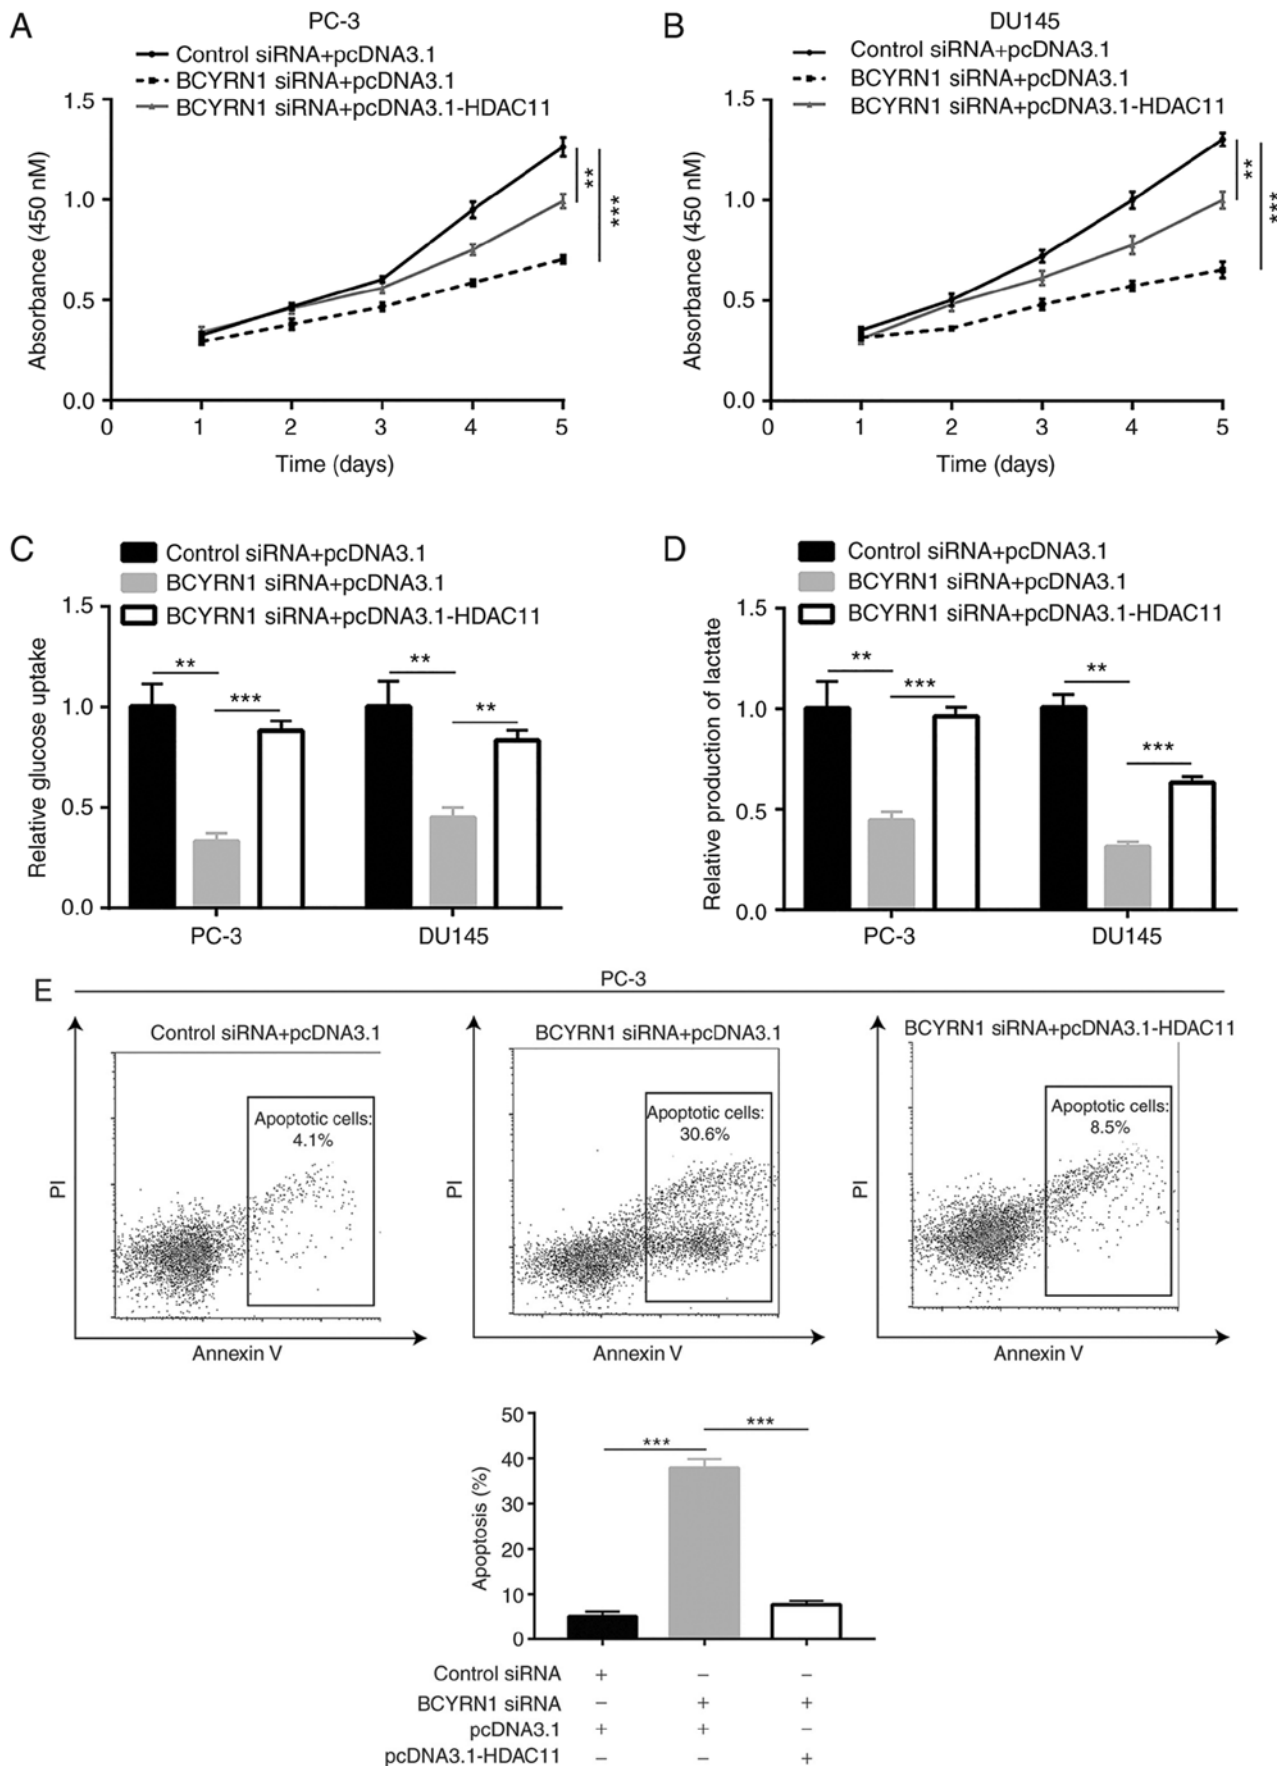 A
PC-3
Control siRNA+pcDNA3.1
BCYRN1 siRNA+pcDNA3.1
BCYRN1 siRNA+pcDNA3.1-HDAC11
Absorbance (450 nM)
1.5
1.0
0.5
0.0
**
***
0 1 2 3 4 5
Time (days)
B
DU145
Control siRNA+pcDNA3.1
BCYRN1 siRNA+pcDNA3.1
BCYRN1 siRNA+pcDNA3.1-HDAC11
Absorbance (450 nM)
1.5
1.0
0.5
0.0
**
***
0 1 2 3 4 5
Time (days)
C
Control siRNA+pcDNA3.1
BCYRN1 siRNA+pcDNA3.1
BCYRN1 siRNA+pcDNA3.1-HDAC11
Relative glucose uptake
1.5
1.0
0.5
0.0
** *** ** **
PC-3 DU145
D
Control siRNA+pcDNA3.1
BCYRN1 siRNA+pcDNA3.1
BCYRN1 siRNA+pcDNA3.1-HDAC11
Relative production of lactate
1.5
1.0
0.5
0.0
** *** ** ***
PC-3 DU145
E
PC-3
Control siRNA+pcDNA3.1
Apoptotic cells:
4.1%
PI
Annexin V
BCYRN1 siRNA+pcDNA3.1
Apoptotic cells:
30.6%
PI
Annexin V
BCYRN1 siRNA+pcDNA3.1-HDAC11
Apoptotic cells:
8.5%
PI
Annexin V
Apoptosis (%)
50
40
30
20
10
0
*** ***
Control siRNA + – –
BCYRN1 siRNA – + +
pcDNA3.1 + + –
pcDNA3.1-HDAC11 – – +